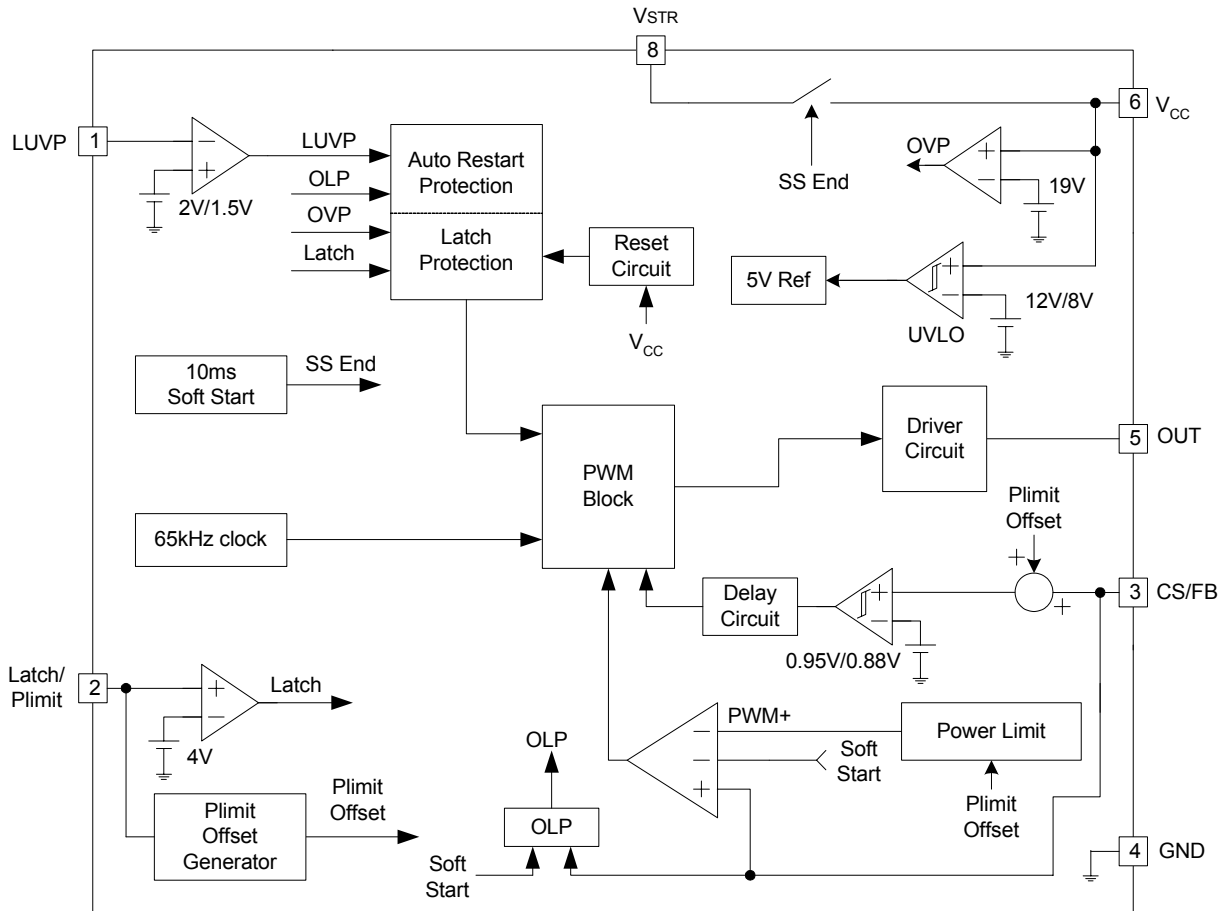 VSTR
8
LUVP
1
−
+
2V/1.5V
LUVP
OLP
OVP
Latch
Auto Restart
Protection
Latch
Protection
Reset
Circuit
VCC
SS End
6
VCC
OVP
+
−
19V
5V Ref
+
−
UVLO
12V/8V
10ms
Soft Start
SS End
65kHz clock
PWM
Block
Driver
Circuit
5
OUT
Plimit
Offset
+
+
3
CS/FB
Delay
Circuit
+
−
0.95V/0.88V
Latch/
Plimit
2
+
−
4V
Latch
Plimit
Offset
Generator
Plimit
Offset
PWM+
−
−
+
Soft
Start
Power Limit
Plimit
Offset
OLP
OLP
Soft
Start
4
GND